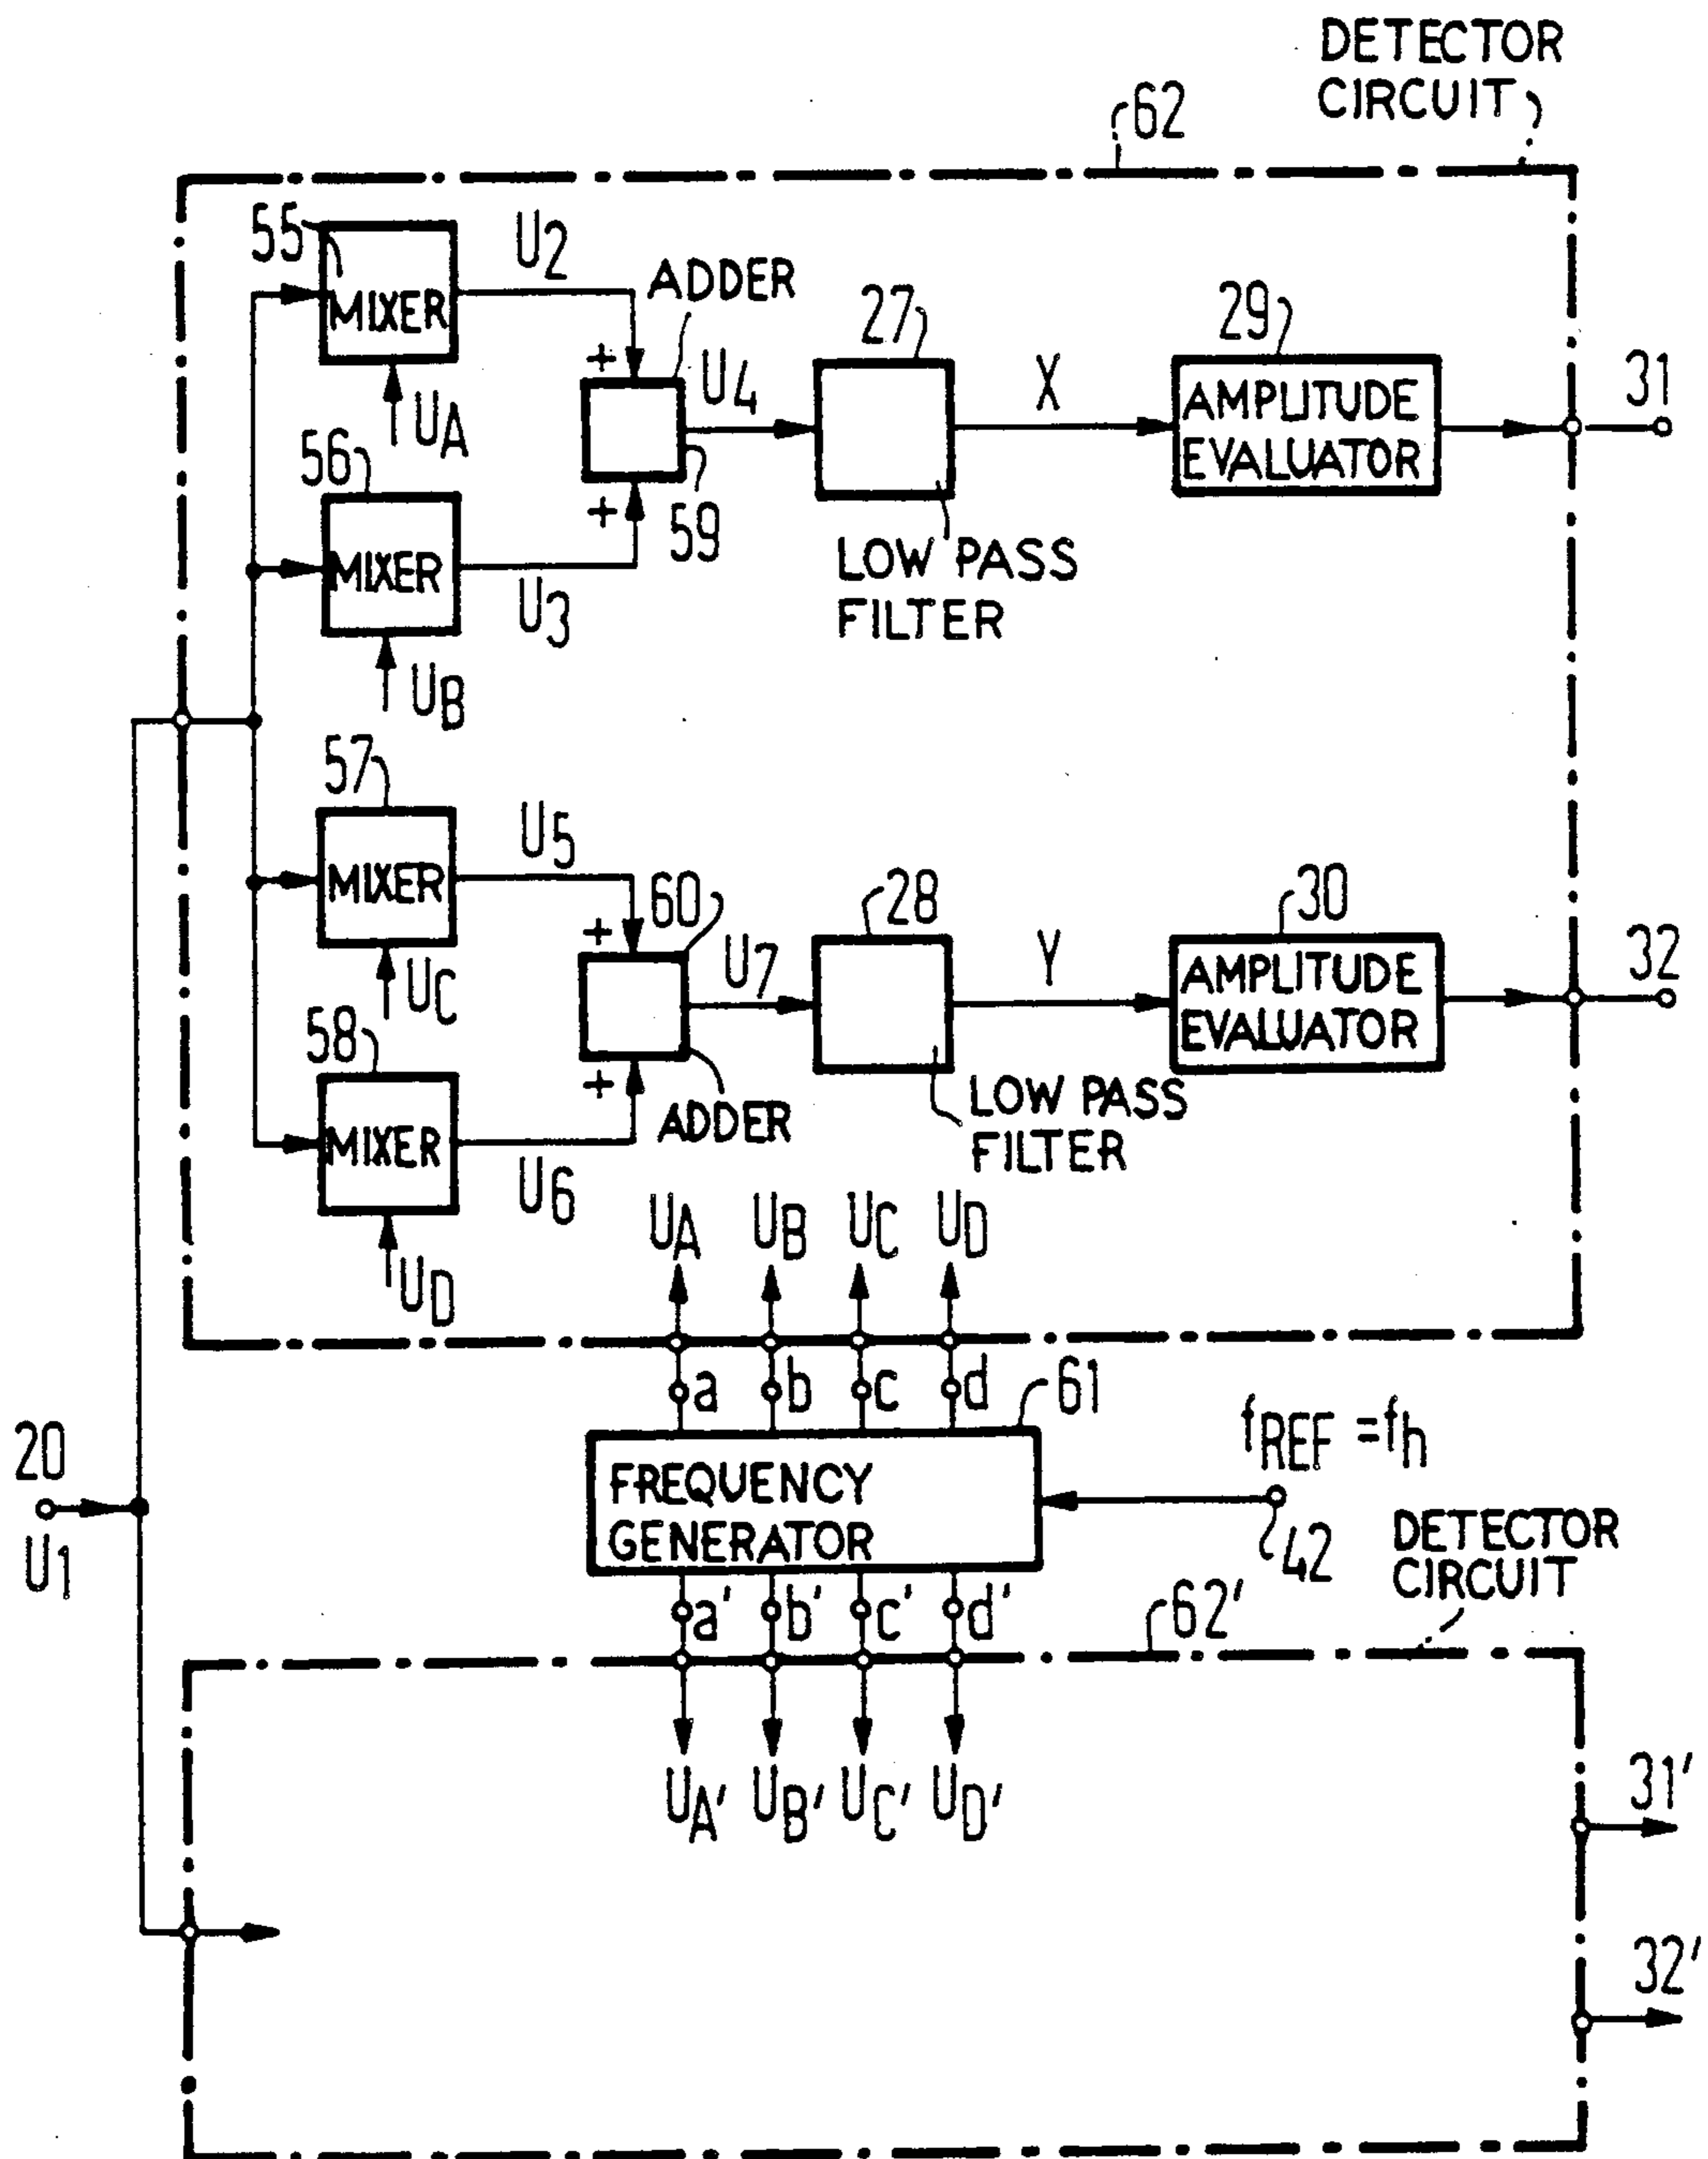 DETECTOR
CIRCUIT
62
55
MIXER
U2
ADDER
UA
+
U4
27
X
29
AMPLITUDE
EVALUATOR
31
56
MIXER
+
59
LOW PASS
FILTER
U3
UB
57
MIXER
U5
60
+
U7
28
Y
30
AMPLITUDE
EVALUATOR
32
UC
58
MIXER
+
ADDER
LOW PASS
FILTER
U6
UD
UA UB UC UD
a b c d
61
fREF = fh
20
U1
FREQUENCY
GENERATOR
42
DETECTOR
CIRCUIT
62'
a' b' c' d'
UA' UB' UC' UD'
31'
32'